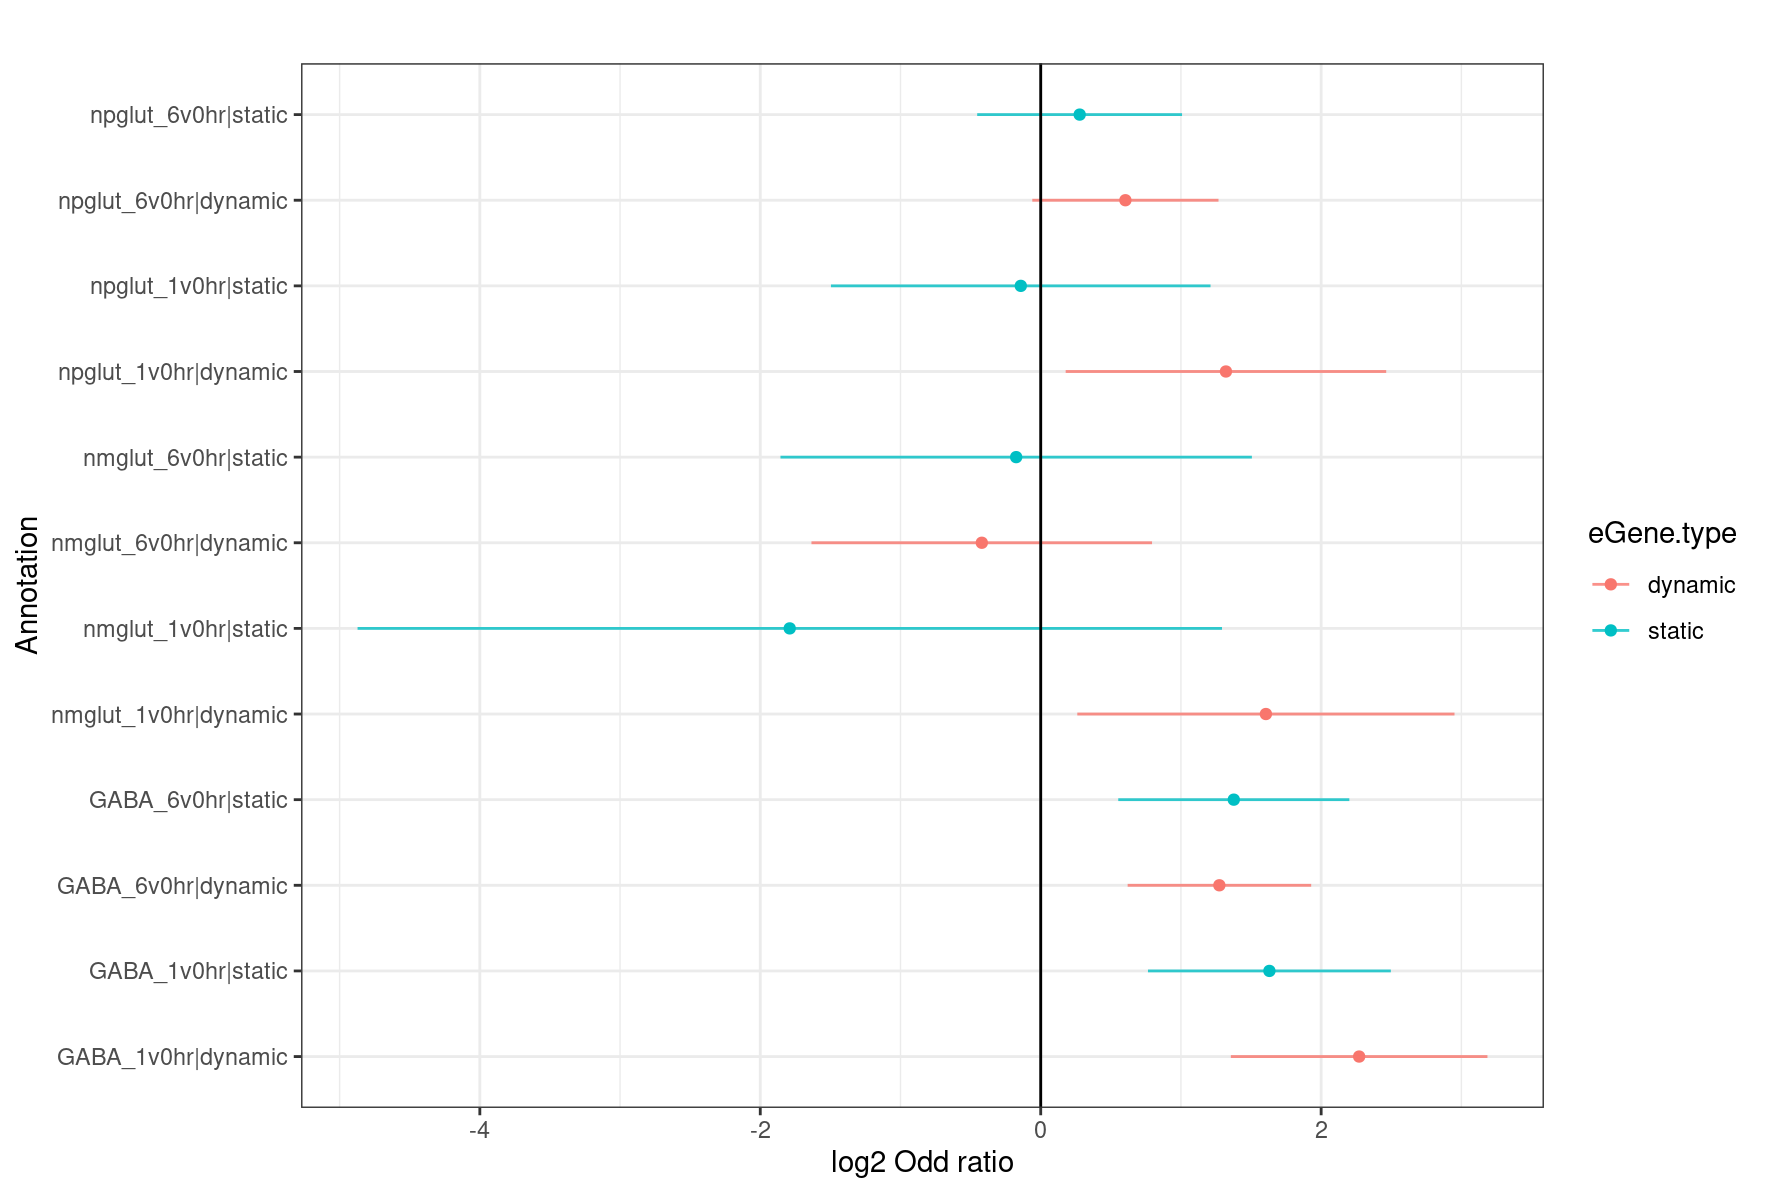 npglut_6v0hr|static
npglut_6v0hr|dynamic
npglut_1v0hr|static
npglut_1v0hr|dynamic
nmglut_6v0hr|static
nmglut_6v0hr|dynamic
nmglut_1v0hr|static
nmglut_1v0hr|dynamic
GABA_6v0hr|static
GABA_6v0hr|dynamic
GABA_1v0hr|static
GABA_1v0hr|dynamic
Annotation
-4 -2 0 2
log2 Odd ratio
eGene.type
dynamic
static